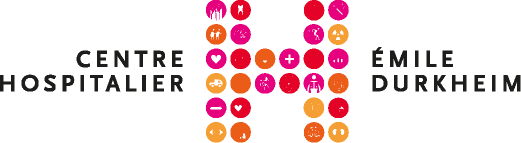 CENTRE
HOSPITALIER
ÉMILE
DURKHEIM